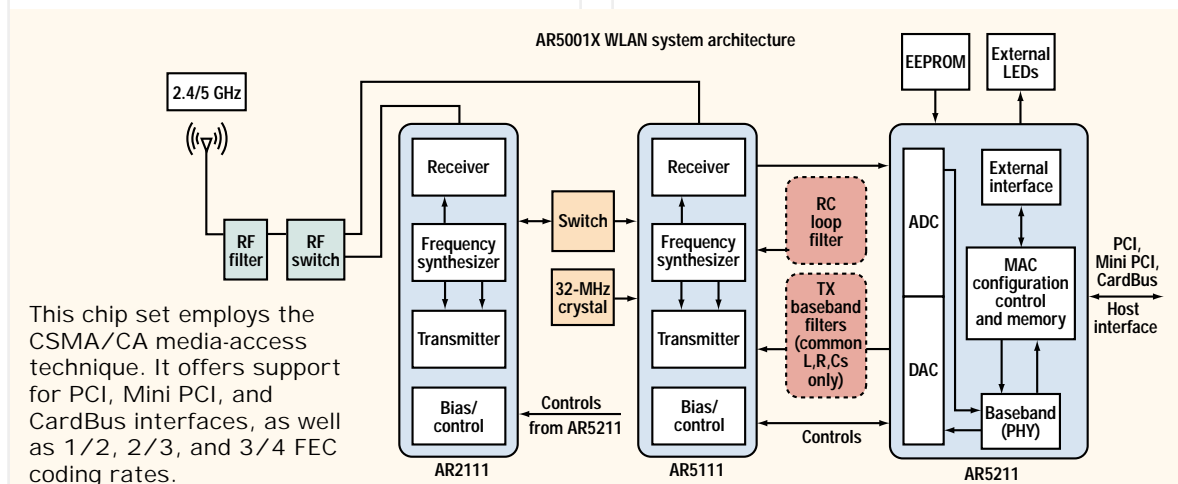 AR5001X WLAN system architecture
2.4/5 GHz
RF
filter
RF
switch
Receiver
Frequency
synthesizer
Transmitter
Bias/
control
AR2111
Switch
32-MHz
crystal
Controls
from AR5211
Receiver
Frequency
synthesizer
Transmitter
Bias/
control
AR5111
RC
loop
filter
TX
baseband
filters
(common
L,R,Cs
only)
Controls
EEPROM
External
LEDs
ADC
DAC
External
interface
MAC
configuration
control
and memory
Baseband
(PHY)
AR5211
PCI,
Mini PCI,
CardBus
Host
interface
This chip set employs the
CSMA/CA media-access
technique. It offers support
for PCI, Mini PCI, and
CardBus interfaces, as well
as 1/2, 2/3, and 3/4 FEC
coding rates.